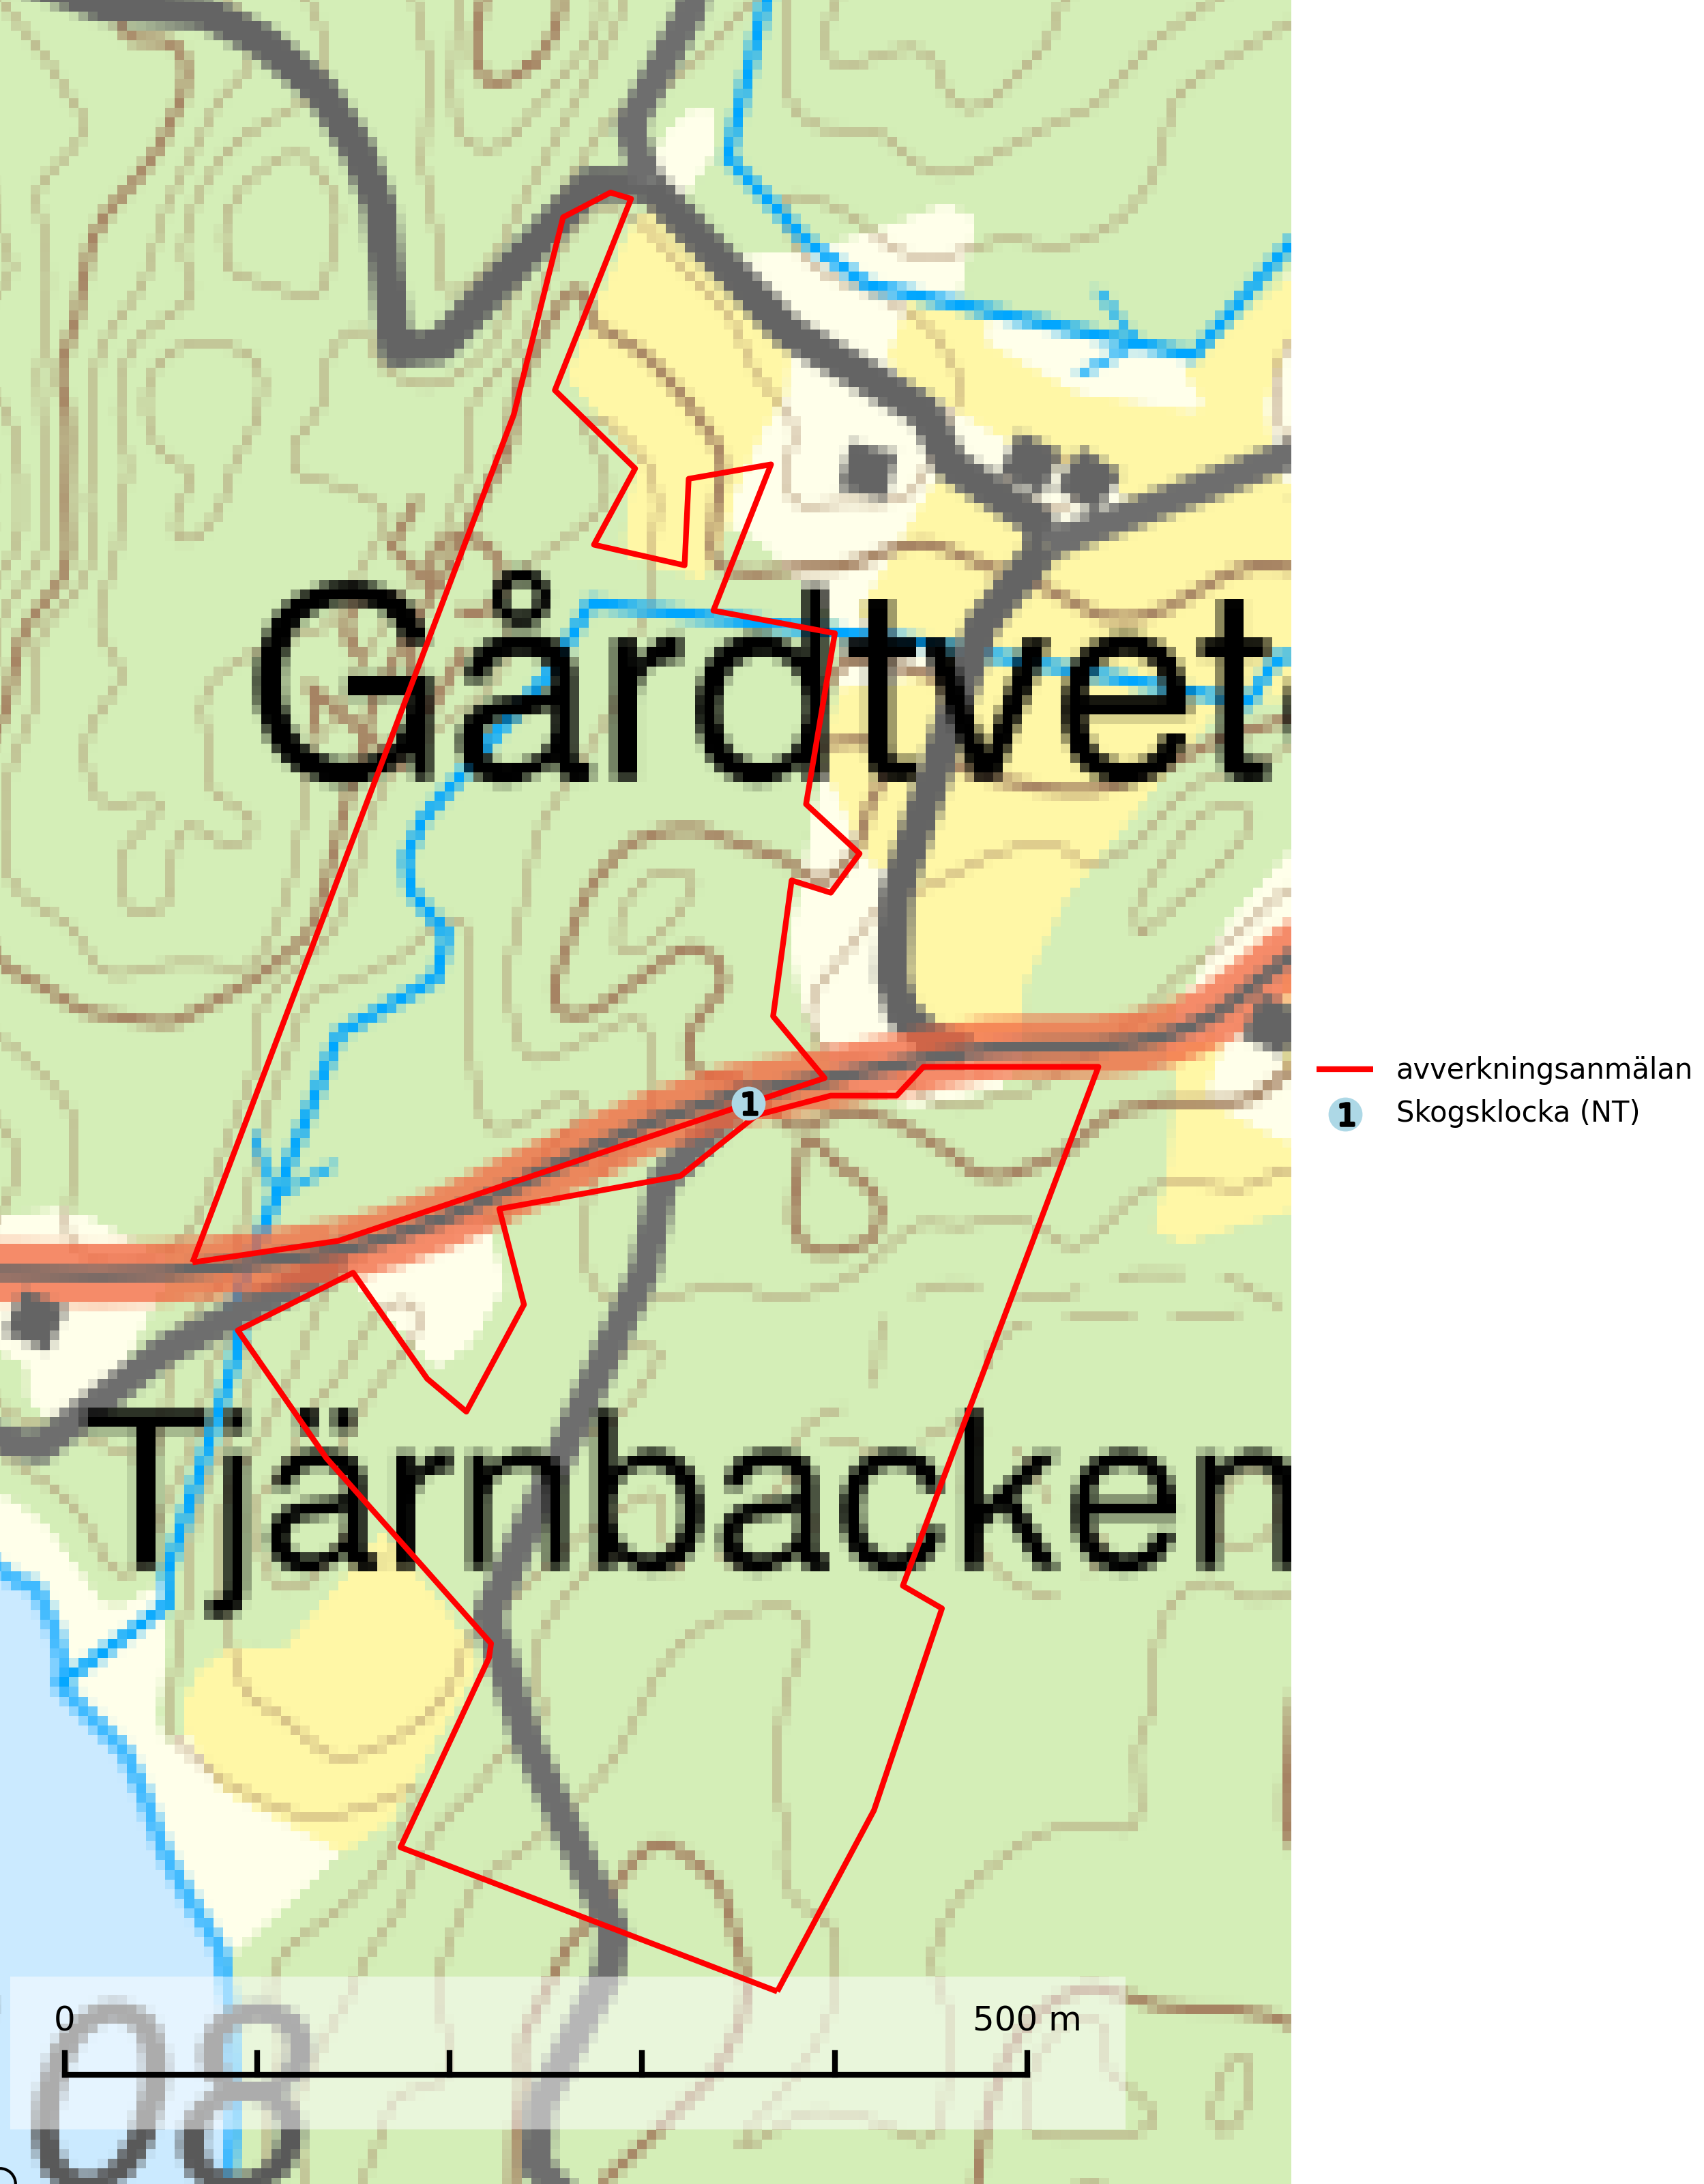 Gårdtvet
avverkningsanmälan
1
1 Skogsklocka (NT)
Tjärnbacken
0 500 m
08